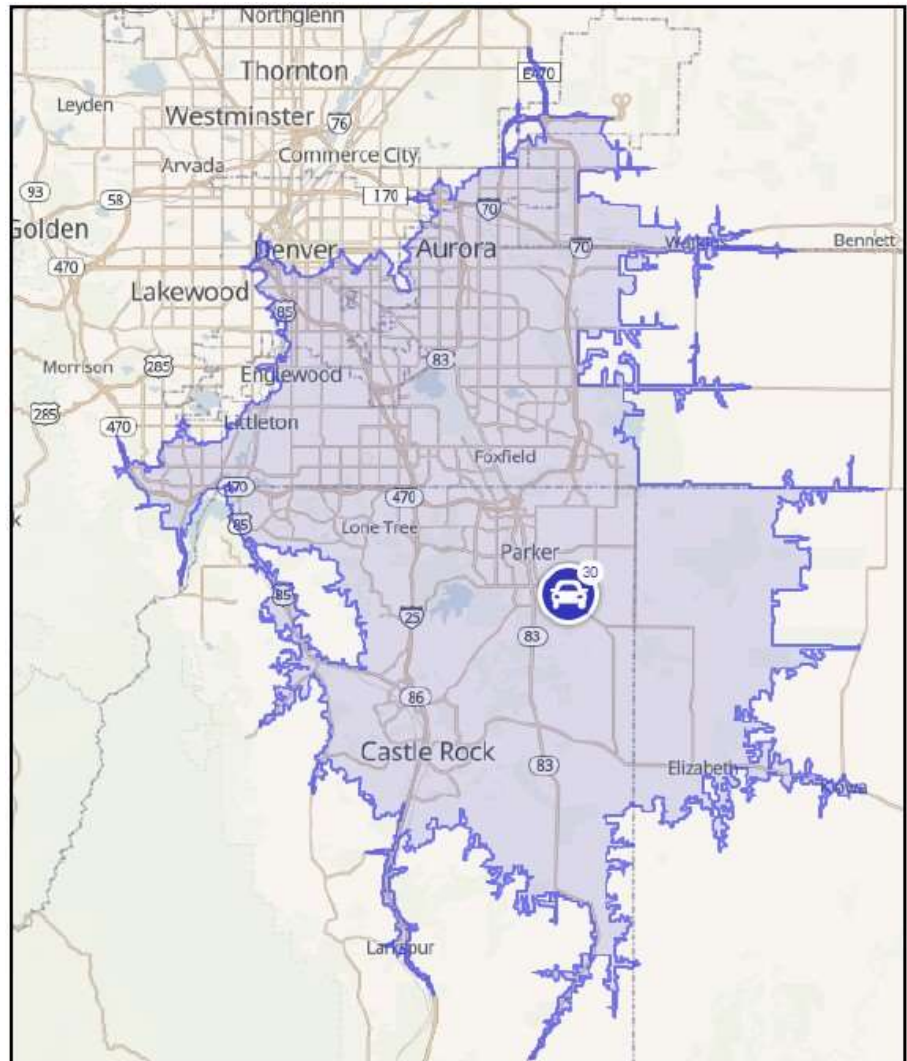 Northglenn
Thornton
EA70
Leyden
Westminster
76
Commerce City
Arvada
93
58
I 70
70
Golden
Denver
Aurora
70
Watkins
Bennett
470
Lakewood
85
Morrison
285
83
Englewood
285
470
Littleton
Foxfield
470
470
85
Lone Tree
Parker
30
85
25
83
86
Castle Rock
83
Elizabeth
Kiowa
Larkspur